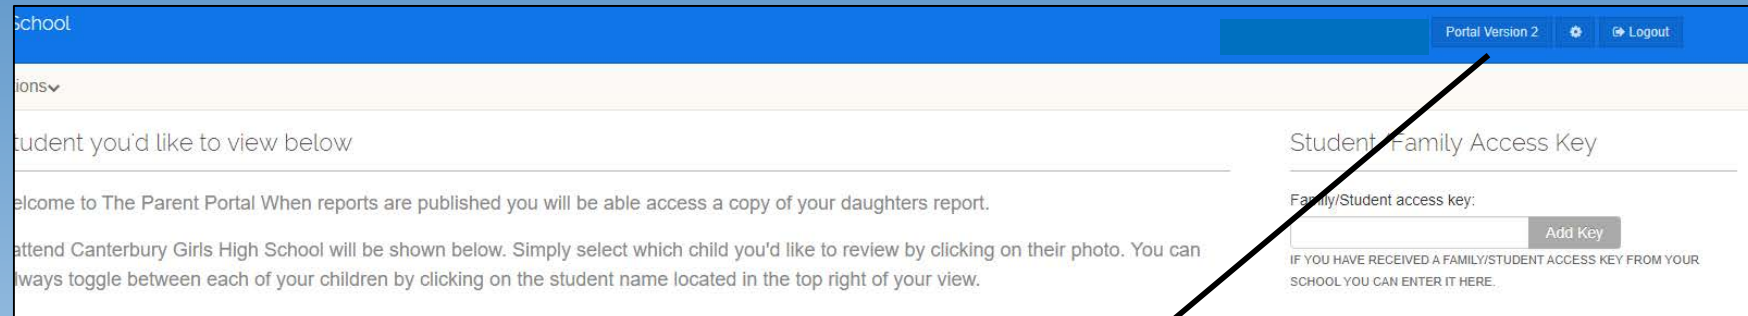 School
Portal Version 2
Logout
ions
tudent you'd like to view below
Student/Family Access Key
elcome to The Parent Portal When reports are published you will be able access a copy of your daughters report.
Family/Student access key:
Add Key
attend Canterbury Girls High School will be shown below. Simply select which child you'd like to review by clicking on their photo. You can
lways toggle between each of your children by clicking on the student name located in the top right of your view.
IF YOU HAVE RECEIVED A FAMILY/STUDENT ACCESS KEY FROM YOUR
SCHOOL YOU CAN ENTER IT HERE.